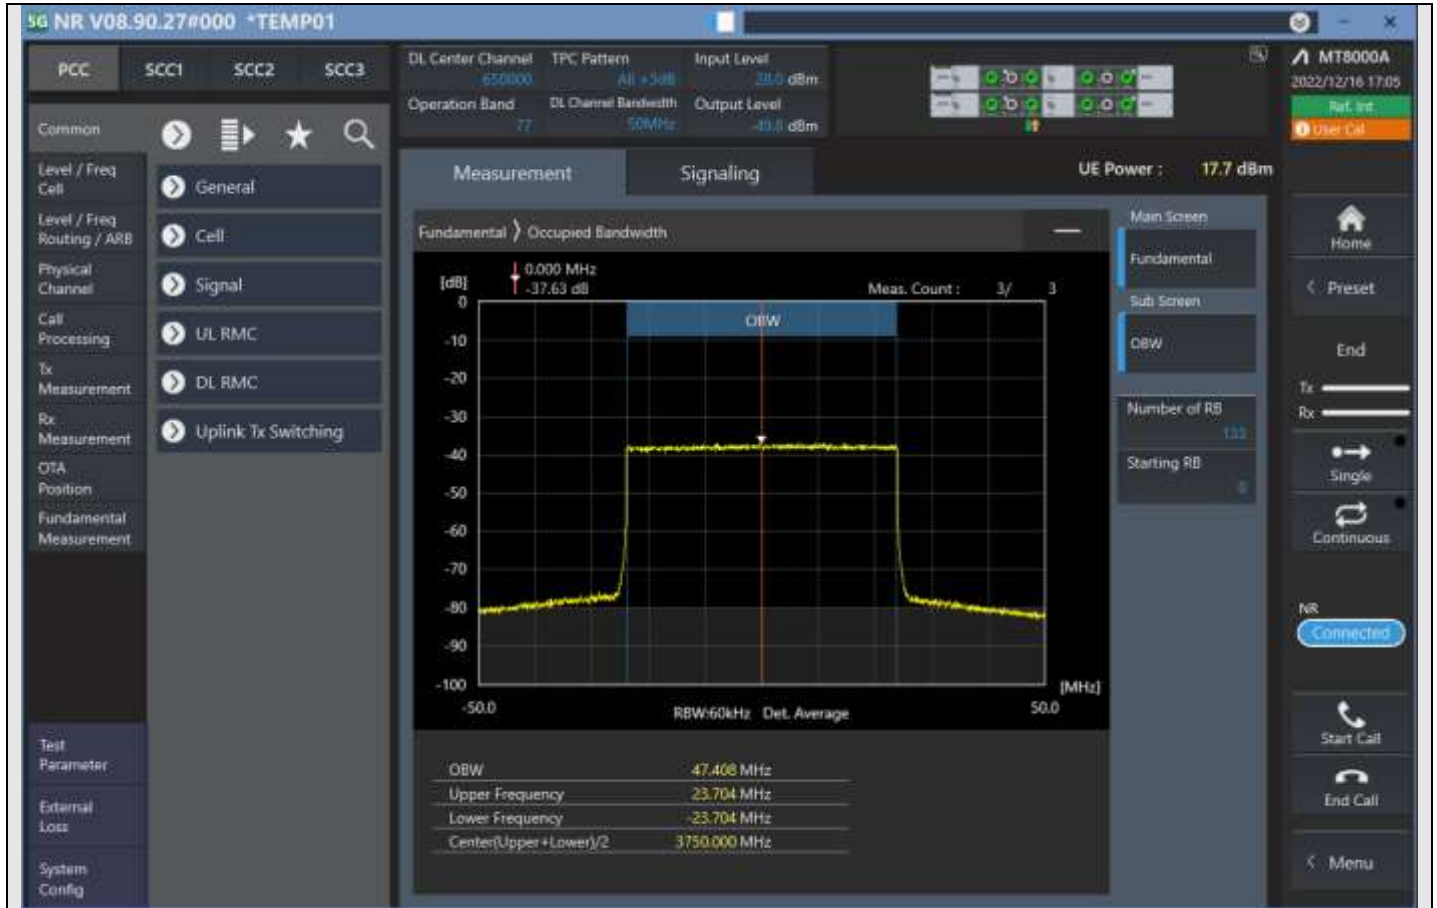 5G NR V08.90.27#000 *TEMP01
PCC SCC1 SCC2 SCC3
DL Center Channel TPC Pattern Input Level
650000 All +3dB 28.0 dBm
Operation Band DL Channel Bandwidth Output Level
77 50MHz dBm
MT8000A
2022/12/16 17:05
Ref. Int.
User Cal
Common
Level / Freq
Cell
Level / Freq
Routing / ARB
Physical
Channel
Call
Processing
Tx
Measurement
Rx
Measurement
OTA
Position
Fundamental
Measurement
Test
Parameter
External
Loss
System
Config
General
Cell
Signal
UL RMC
DL RMC
Uplink Tx Switching
Measurement Signaling
UE Power : 17.7 dBm
Fundamental Occupied Bandwidth
0.000 MHz
-37.63 dB
Meas. Count : 3/ 3
[dB]
OBW
0
-10
-20
-30
-40
-50
-60
-70
-80
-90
-100
[MHz]
-50.0 RBW:60kHz Det. Average 50.0
OBW 47.408 MHz
Upper Frequency 23.704 MHz
Lower Frequency -23.704 MHz
Center(Upper+Lower)/2 3750.000 MHz
Main Screen
Fundamental
Sub Screen
OBW
Number of RB
133
Starting RB
0
Home
Preset
End
Tx
Rx
Single
Continuous
NR
Connected
Start Call
End Call
Menu